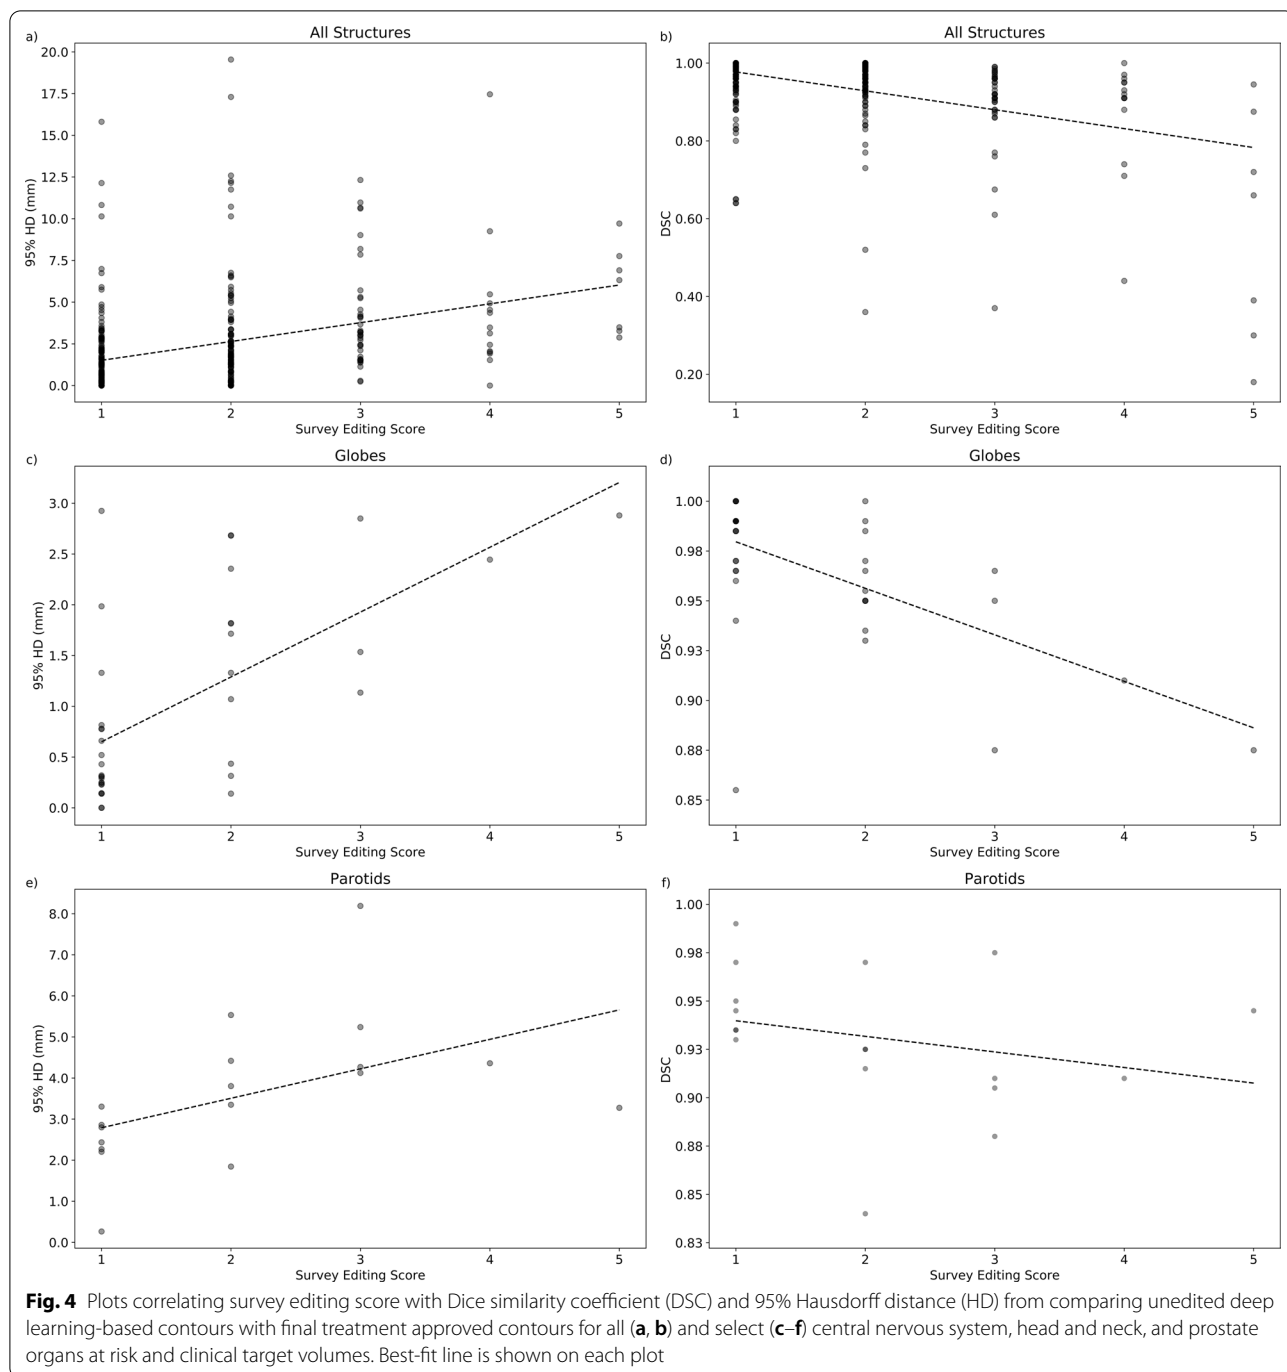 a)
All Structures
20.0
17.5
15.0
12.5
10.0
7.5
5.0
2.5
0.0
95% HD (mm)
1 2 3 4 5
Survey Editing Score
b)
All Structures
1.00
0.80
0.60
0.40
0.20
DSC
1 2 3 4 5
Survey Editing Score
c)
Globes
3.0
2.5
2.0
1.5
1.0
0.5
0.0
95% HD (mm)
1 2 3 4 5
Survey Editing Score
d)
Globes
1.00
0.98
0.95
0.93
0.90
0.88
0.85
DSC
1 2 3 4 5
Survey Editing Score
e)
Parotids
8.0
7.0
6.0
5.0
4.0
3.0
2.0
1.0
0.0
95% HD (mm)
1 2 3 4 5
Survey Editing Score
f)
Parotids
1.00
0.98
0.95
0.93
0.90
0.88
0.85
0.83
DSC
1 2 3 4 5
Survey Editing Score
Fig. 4 Plots correlating survey editing score with Dice similarity coefficient (DSC) and 95% Hausdorff distance (HD) from comparing unedited deep
learning-based contours with final treatment approved contours for all (a, b) and select (c–f) central nervous system, head and neck, and prostate
organs at risk and clinical target volumes. Best-fit line is shown on each plot